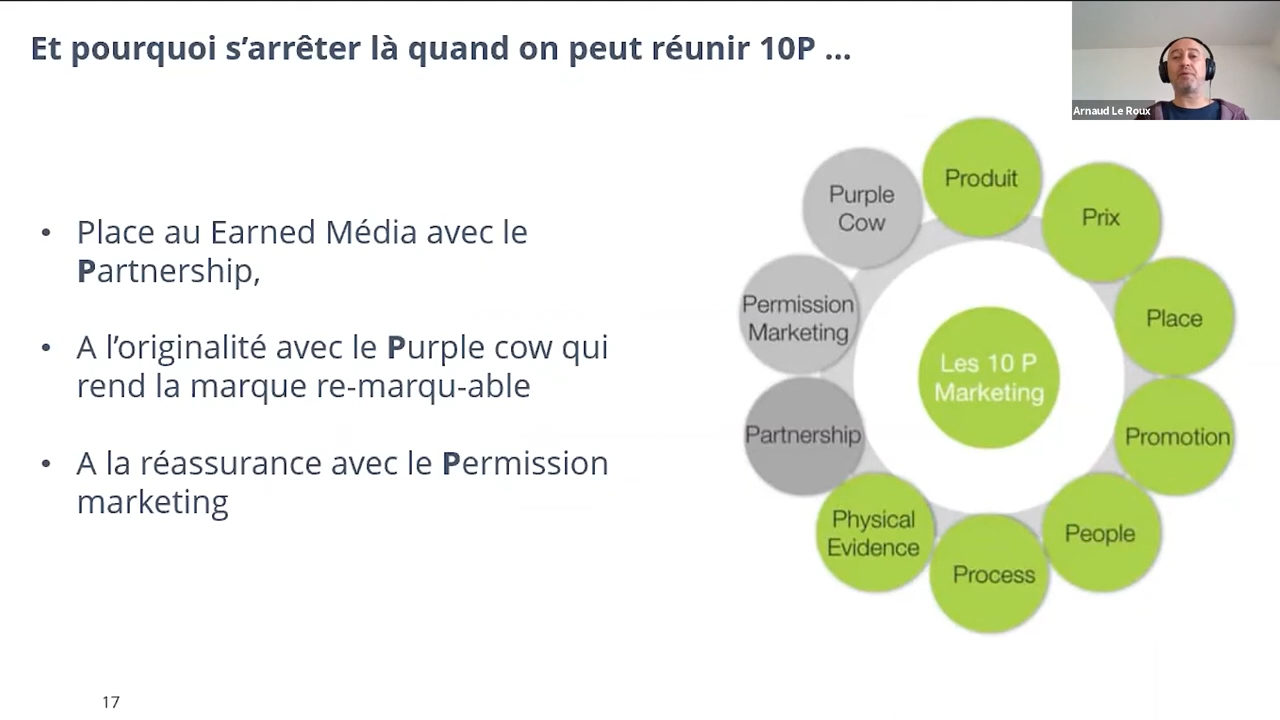 Et pourquoi s’arrêter là quand on peut réunir 10P ...
Arnaud Le Roux
• Place au Earned Média avec le
Partnership,
• A l’originalité avec le Purple cow qui
rend la marque re-marqu-able
• A la réassurance avec le Permission
marketing
Produit
Prix
Place
Promotion
People
Process
Physical
Evidence
Partnership
Permission
Marketing
Purple
Cow
Les 10 P
Marketing
17